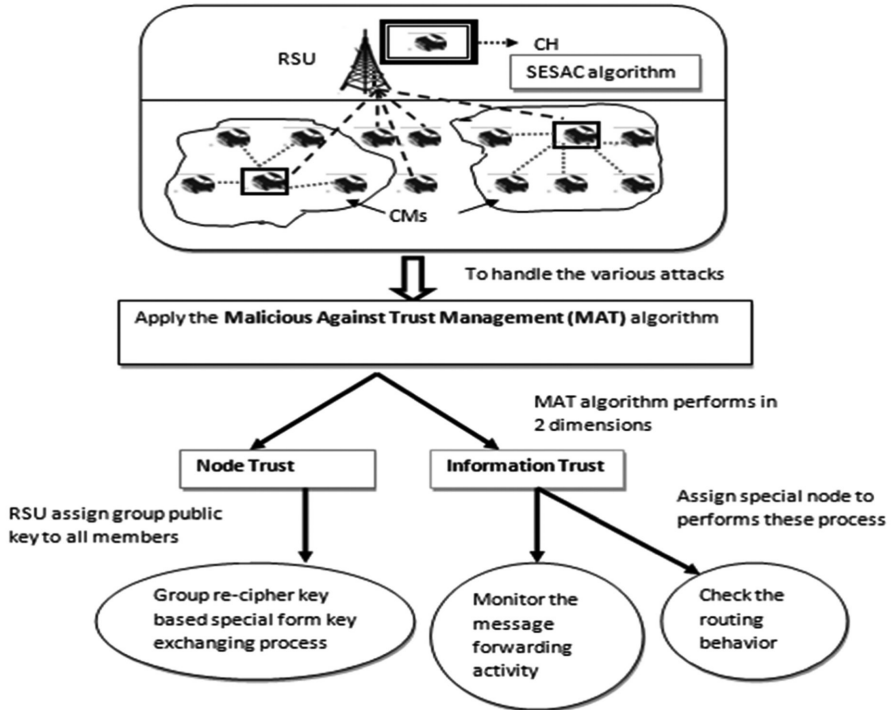 RSU
CH
SESAC algorithm
CMs
To handle the various attacks
Apply the Malicious Against Trust Management (MAT) algorithm
MAT algorithm performs in
2 dimensions
Node Trust
Information Trust
RSU assign group public
key to all members
Assign special node to
performs these process
Group re-cipher key
based special form key
exchanging process
Monitor the
message
forwarding
activity
Check the
routing
behavior